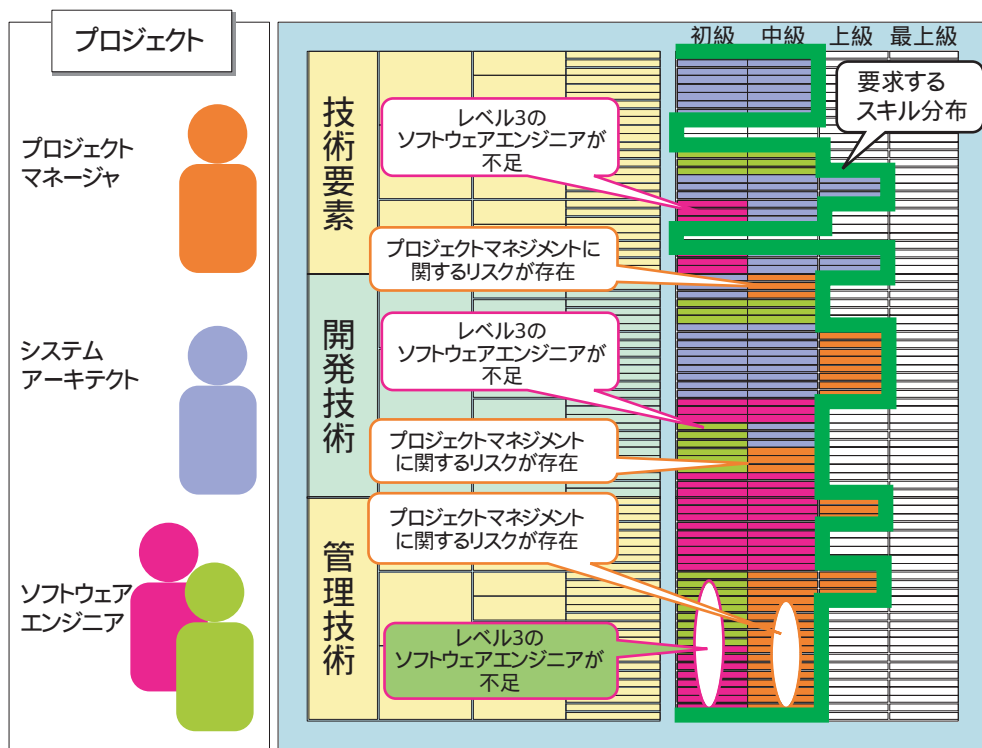 プロジェクト
プロジェクト
マネージャ
システム
アーキテクト
ソフトウェア
エンジニア
初級
中級
上級
最上級
要求する
スキル分布
技術要素
開発技術
管理技術
レベル3の
ソフトウェアエンジニアが
不足
プロジェクトマネジメントに
関するリスクが存在
レベル3の
ソフトウェアエンジニアが
不足
プロジェクトマネジメント
に関するリスクが存在
プロジェクトマネジメント
に関するリスクが存在
レベル3の
ソフトウェアエンジニアが
不足